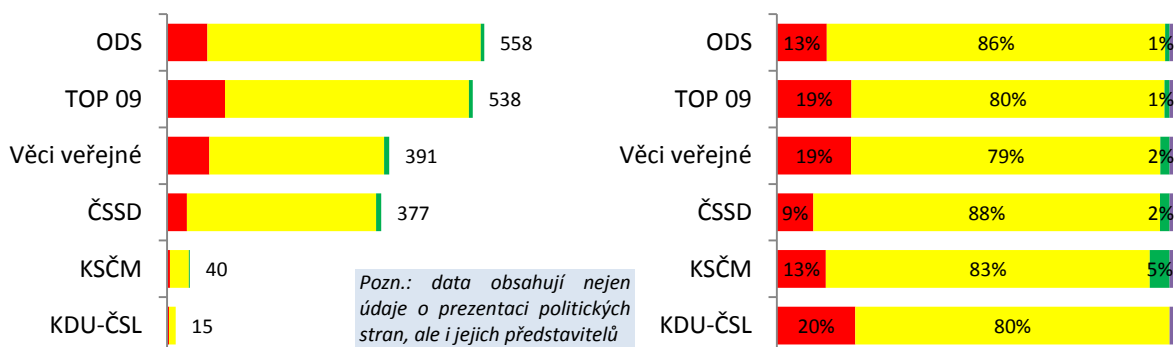 ODS 558 ODS 13% 86% 1%
TOP 09 538 TOP 09 19% 80% 1%
Věci veřejné 391 Věci veřejné 19% 79% 2%
ČSSD 377 ČSSD 9% 88% 2%
KSČM 40 KSČM 13% 83% 5%
Pozn.: data obsahují nejen
údaje o prezentaci politických
stran, ale i jejich představitelů
KDU-ČSL 15 KDU-ČSL 20% 80%